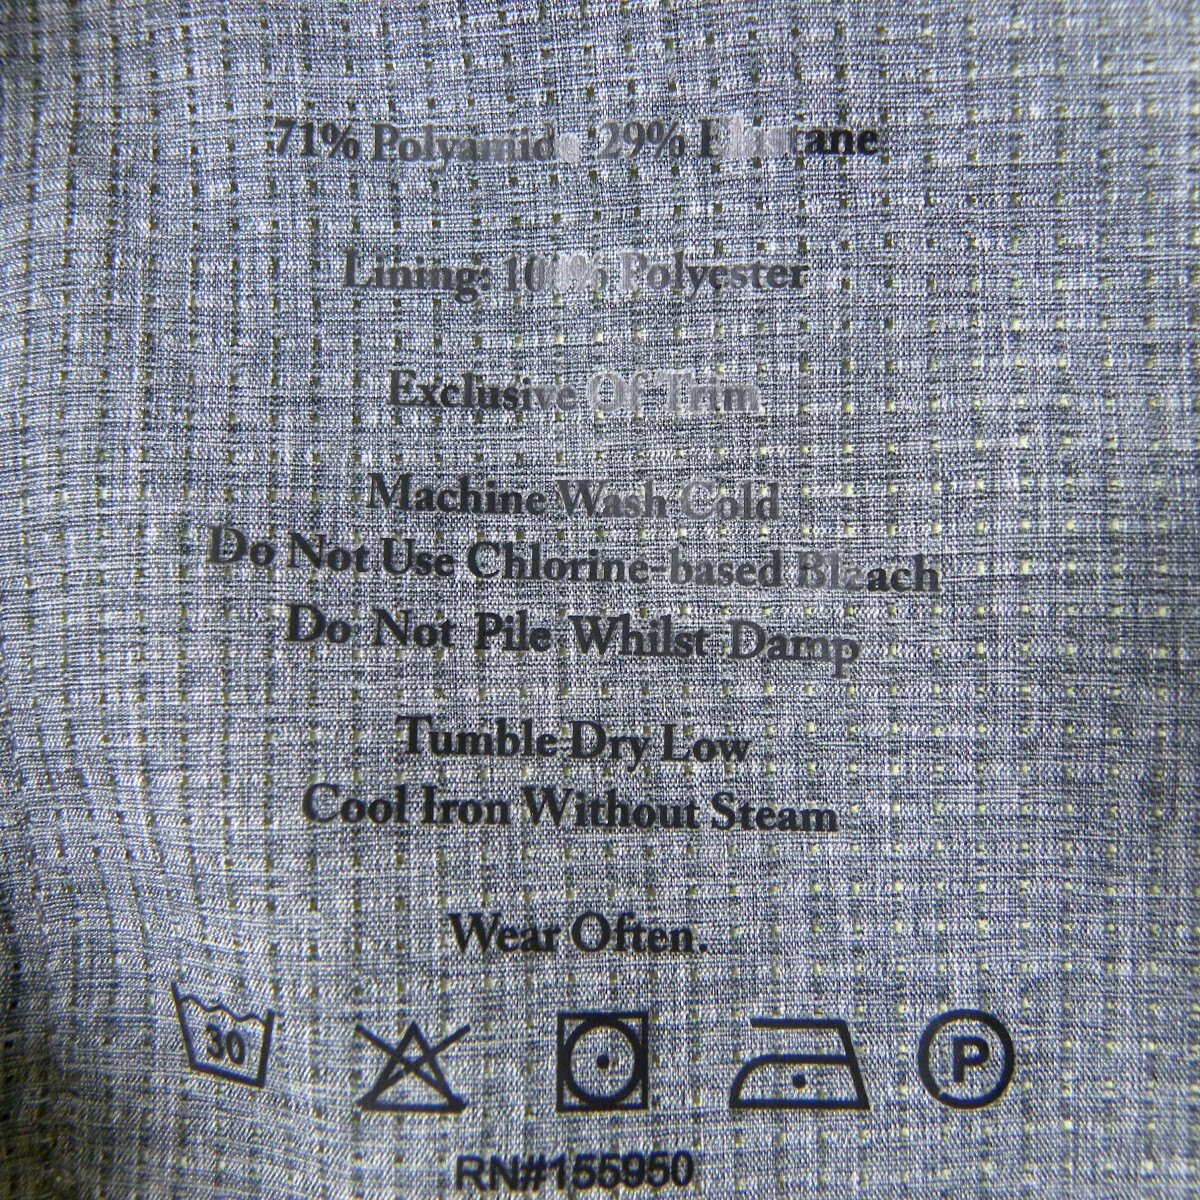 71% Polyamide 29% Elastane
Lining: 100% Polyester
Exclusive Of Trim
Machine Wash Cold
Do Not Use Chlorine-based Bleach
Do Not Pile Whilst Damp
Tumble Dry Low
Cool Iron Without Steam
Wear Often.
30
P
RN#155950